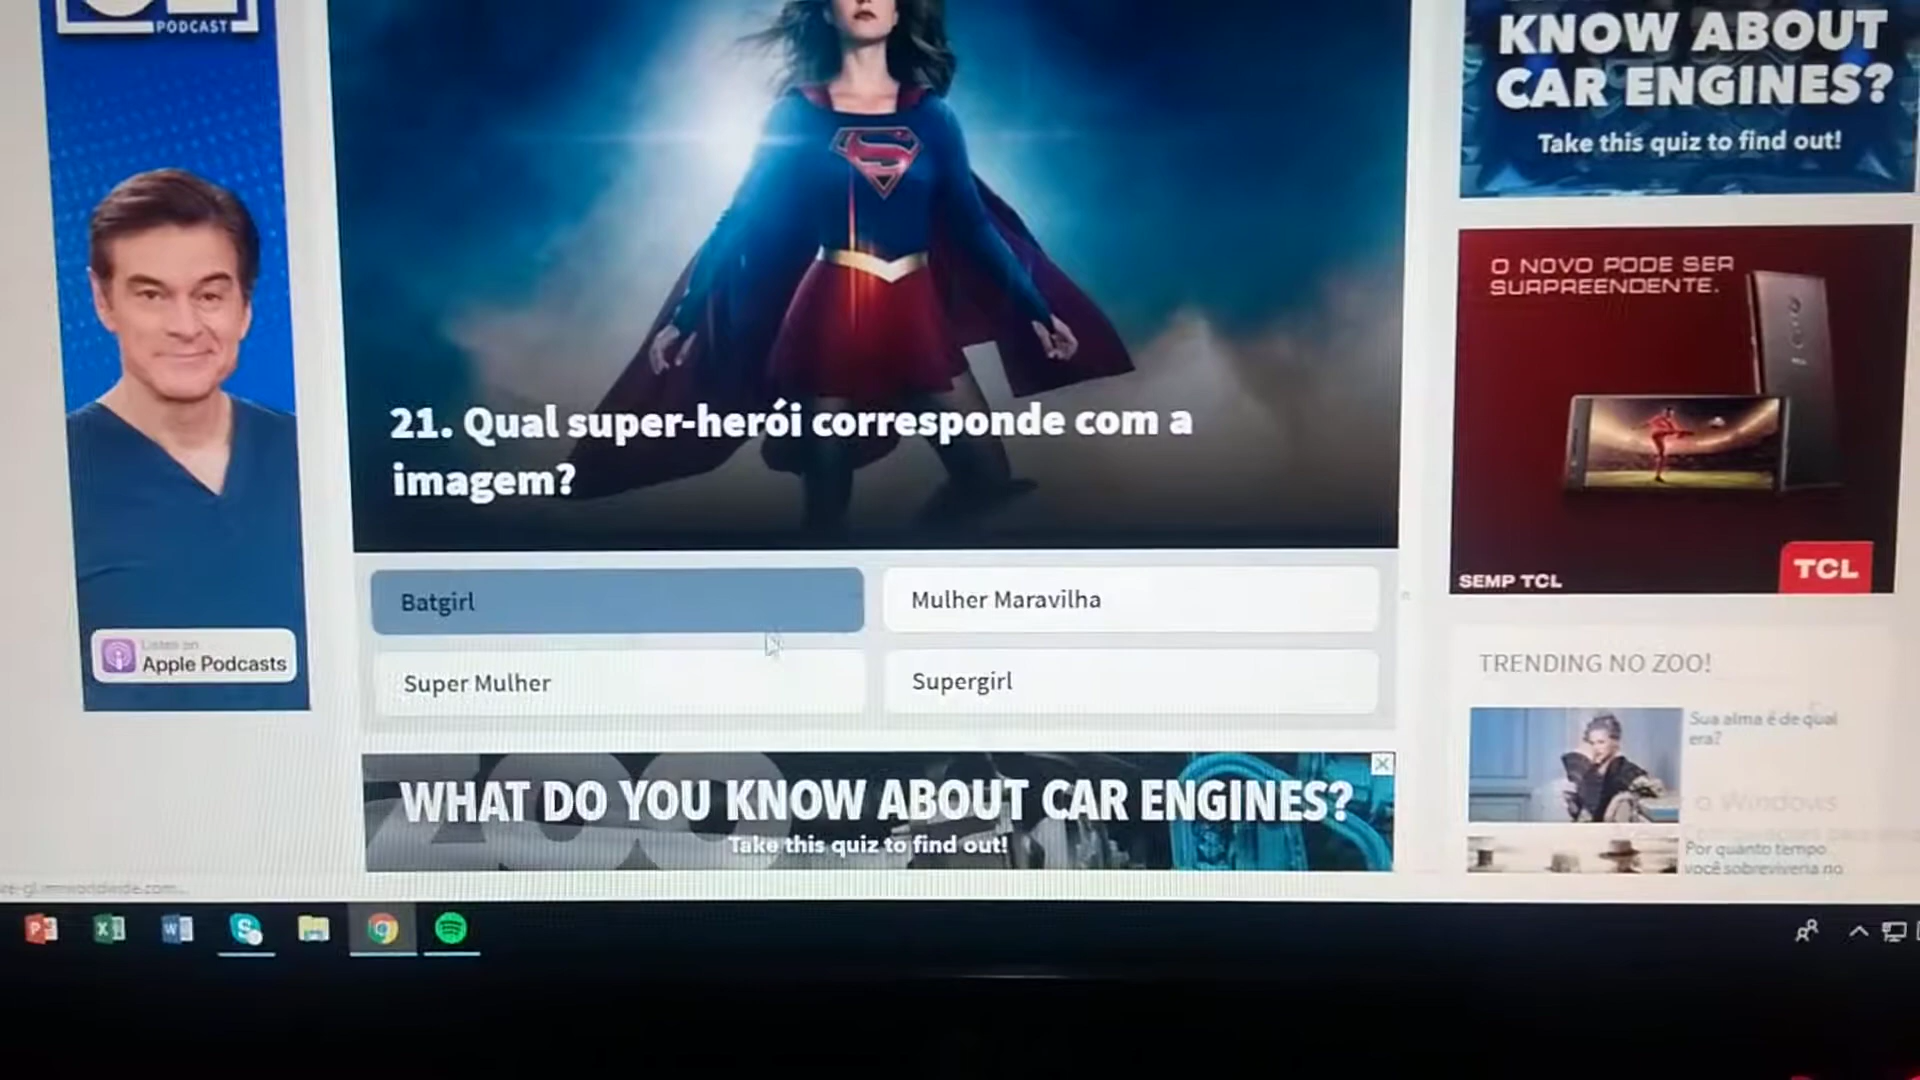 PODCAST
Listen on
Apple Podcasts
21. Qual super-herói corresponde com a
imagem?
Batgirl
Mulher Maravilha
Super Mulher
Supergirl
WHAT DO YOU KNOW ABOUT CAR ENGINES?
Take this quiz to find out!
KNOW ABOUT
CAR ENGINES?
Take this quiz to find out!
O NOVO PODE SER
SURPREENDENTE.
SEMP TCL
TCL
TRENDING NO ZOO!
Sua alma é de qual
era?
o Windows
Por quanto tempo
você sobreviveria no